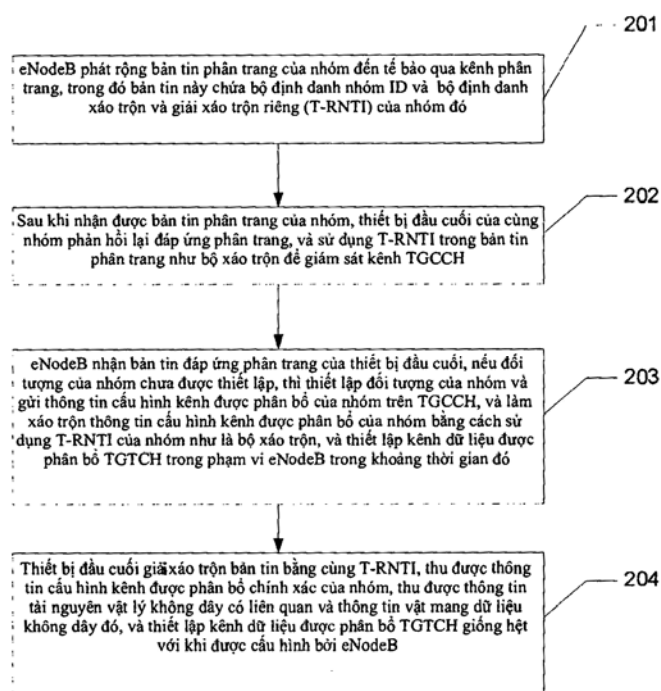 201
eNodeB phát rộng bản tin phân trang của nhóm đến tế bào qua kênh phân
trang, trong đó bản tin này chứa bộ định danh nhóm ID và bộ định danh
xáo trộn và giải xáo trộn riêng (T-RNTI) của nhóm đó
202
Sau khi nhận được bản tin phân trang của nhóm, thiết bị đầu cuối của cùng
nhóm phản hồi lại đáp ứng phân trang, và sử dụng T-RNTI trong bản tin
phân trang như bộ xáo trộn để giám sát kênh TGCCH
203
eNodeB nhận bản tin đáp ứng phân trang của thiết bị đầu cuối, nếu đối
tượng của nhóm chưa được thiết lập, thì thiết lập đối tượng của nhóm và
gửi thông tin cấu hình kênh được phân bổ của nhóm trên TGCCH, và làm
xáo trộn thông tin cấu hình kênh được phân bổ của nhóm bằng cách sử
dụng T-RNTI của nhóm như là bộ xáo trộn, và thiết lập kênh dữ liệu được
phân bổ TGTCH trong phạm vi eNodeB trong khoảng thời gian đó
204
Thiết bị đầu cuối giải xáo trộn bản tin bằng cùng T-RNTI, thu được thông
tin cấu hình kênh được phân bổ chính xác của nhóm, thu được thông tin
tài nguyên vật lý không dây có liên quan và thông tin vật mang dữ liệu
không dây đó, và thiết lập kênh dữ liệu được phân bổ TGTCH giống hệt
với khi được cấu hình bởi eNodeB